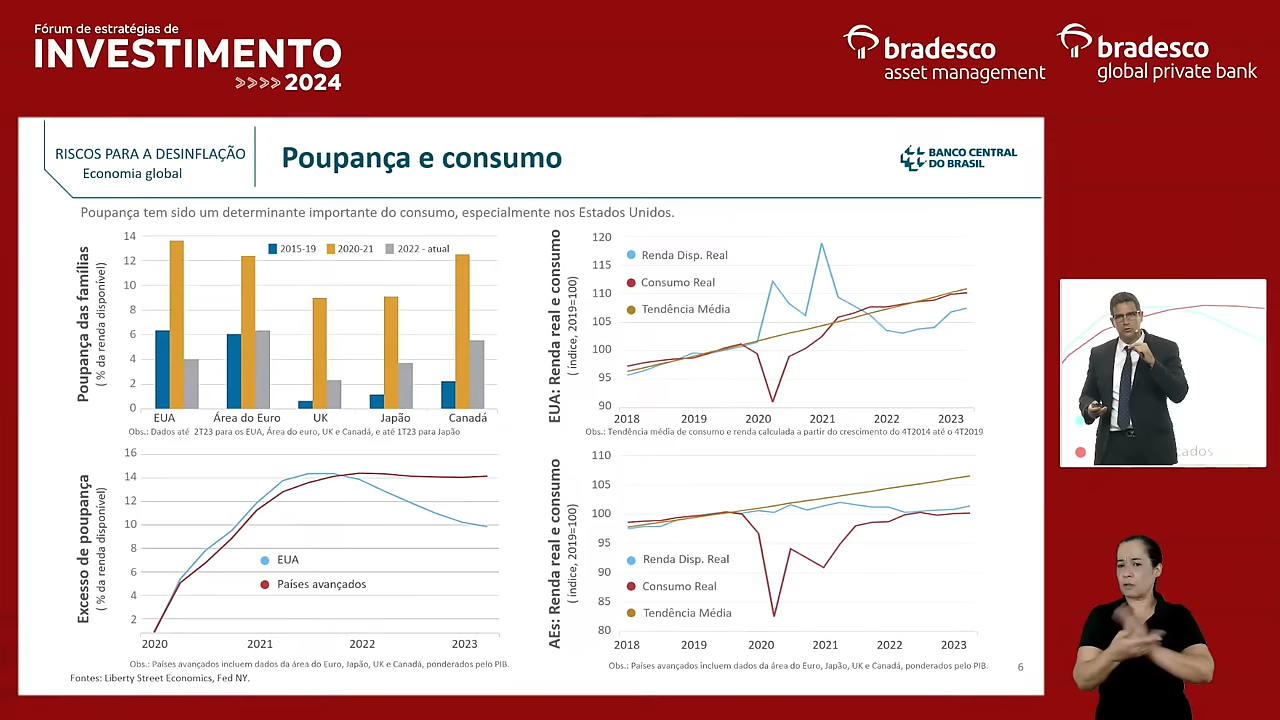 Fórum de estratégias de
INVESTIMENTO
>>>> 2024
bradesco
asset management
bradesco
global private bank
RISCOS PARA A DESINFLAÇÃO
Economia global
Poupança e consumo
BANCO CENTRAL
DO BRASIL
Poupança tem sido um determinante importante do consumo, especialmente nos Estados Unidos.
Poupança das famílias
( % da renda disponível)
14
12
10
8
6
4
2
0
2015-19
2020-21
2022 - atual
EUA
Área do Euro
UK
Japão
Canadá
Obs.: Dados até 2T23 para os EUA, Área do euro, UK e Canadá, e até 1T23 para Japão
EUA: Renda real e consumo
( índice, 2019=100)
120
115
110
105
100
95
90
Renda Disp. Real
Consumo Real
Tendência Média
2018
2019
2020
2021
2022
2023
Obs.: Tendência média de consumo e renda calculada a partir do crescimento do 4T2014 até o 4T2019
Excesso de poupança
( % da renda disponível)
16
14
12
10
8
6
4
2
EUA
Países avançados
2020
2021
2022
2023
Obs.: Países avançados incluem dados da área do Euro, Japão, UK e Canadá, ponderados pelo PIB.
Fontes: Liberty Street Economics, Fed NY.
AEs: Renda real e consumo
( índice, 2019=100)
110
105
100
95
90
85
80
Renda Disp. Real
Consumo Real
Tendência Média
2018
2019
2020
2021
2022
2023
Obs.: Países avançados incluem dados da área do Euro, Japão, UK e Canadá, ponderados pelo PIB.
6